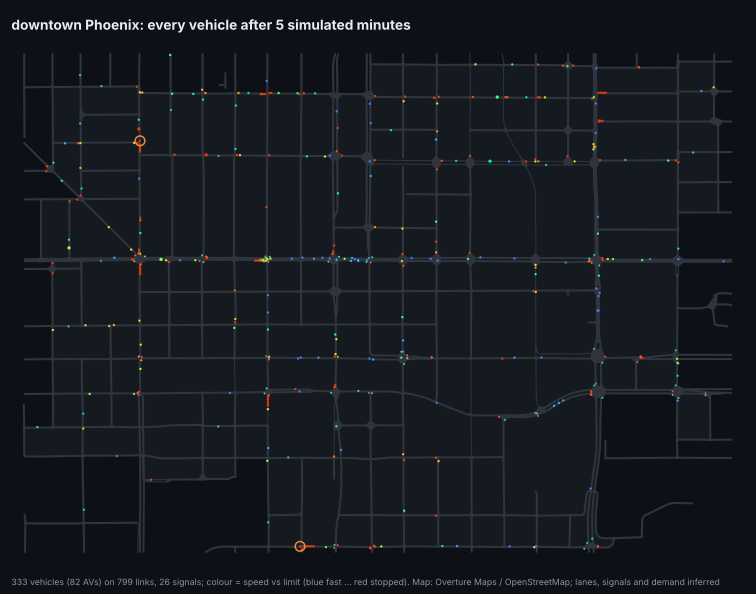 downtown Phoenix: every vehicle after 5 simulated minutes
333 vehicles (82 AVs) on 799 links, 26 signals; colour = speed vs limit (blue fast ... red stopped). Map: Overture Maps / OpenStreetMap; lanes, signals and demand inferred